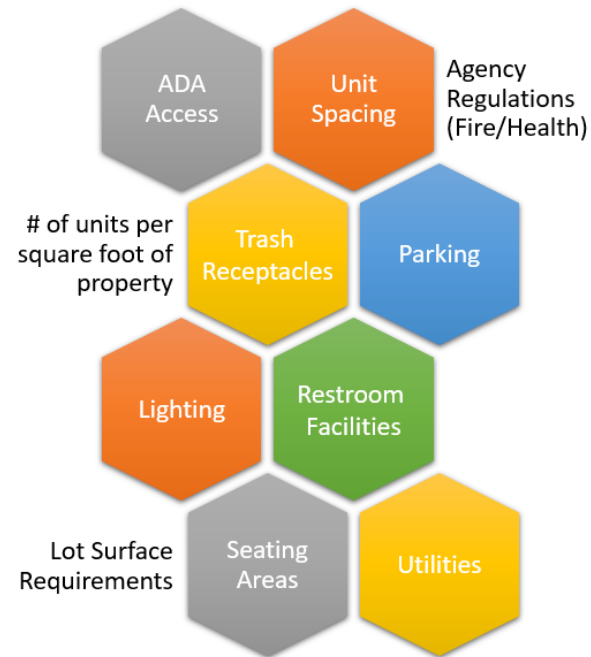 ADA
Access
Unit
Spacing
Agency
Regulations
(Fire/Health)
# of units per
square foot of
property
Trash
Receptacles
Parking
Lighting
Restroom
Facilities
Lot Surface
Requirements
Seating
Areas
Utilities